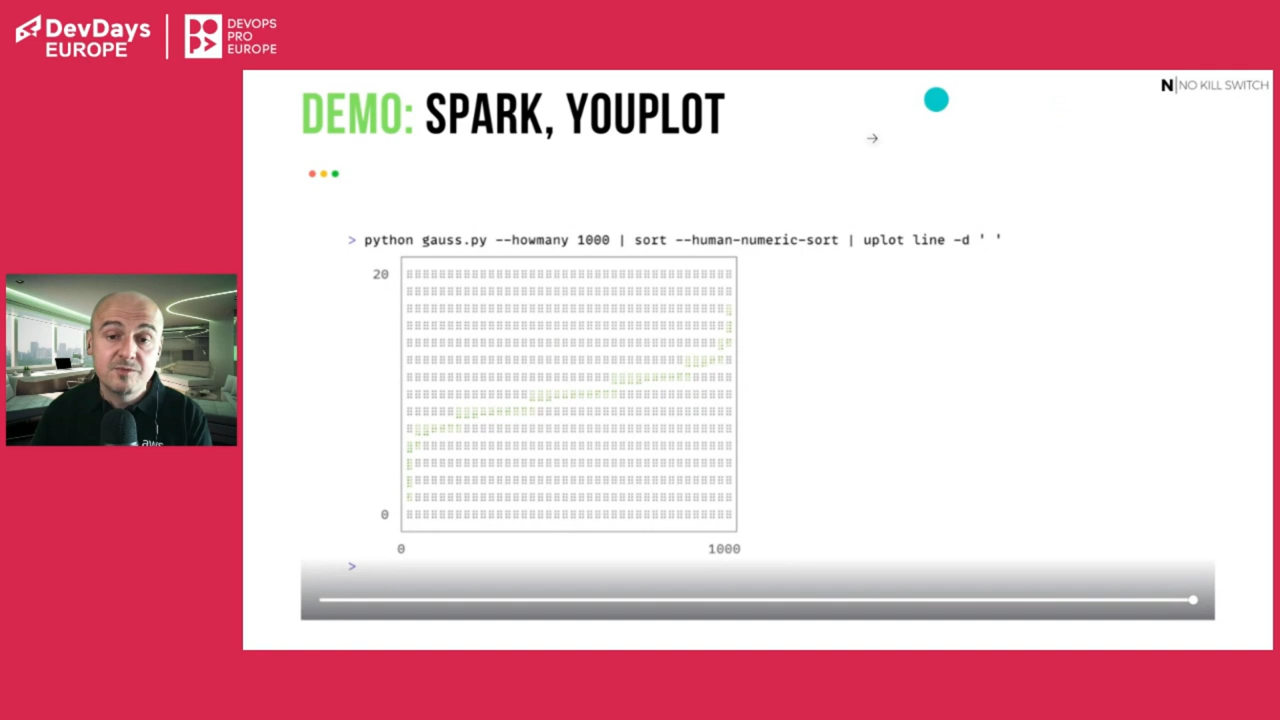 DevDays
EUROPE
DEVOPS
PRO
EUROPE
N|NO KILL SWITCH
DEMO: SPARK, YOUPLOT
> python gauss.py --howmany 1000 | sort --human-numeric-sort | uplot line -d ' '
20
0
0 1000
>
aws